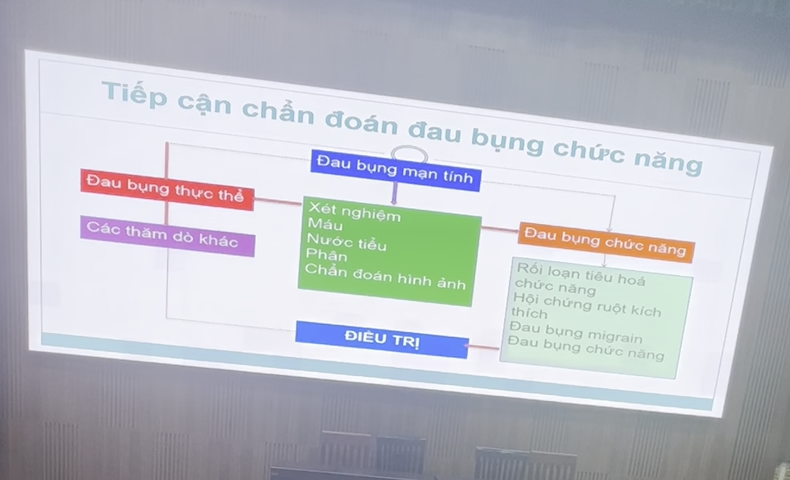 Tiếp cận chẩn đoán đau bụng chức năng
Đau bụng mạn tính
Đau bụng thực thể
Các thăm dò khác
Xét nghiệm
Máu
Nước tiểu
Phân
Chẩn đoán hình ảnh
Đau bụng chức năng
Rối loạn tiêu hoá
chức năng
Hội chứng ruột kích
thích
Đau bụng migrain
Đau bụng chức năng
ĐIỀU TRỊ